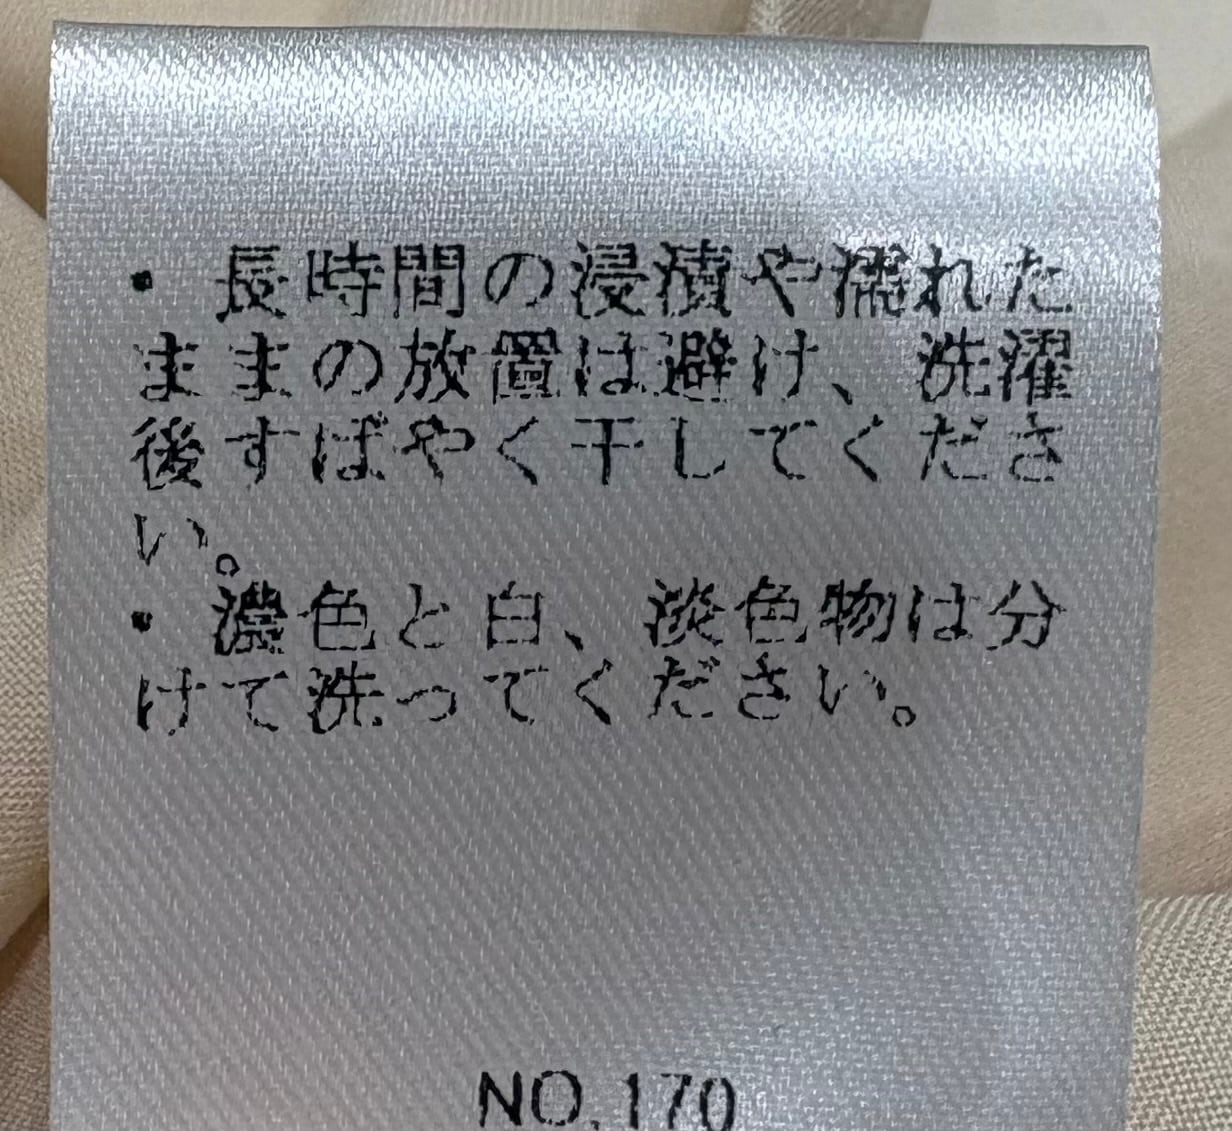 ・長時間の浸漬や濡れた
ままの放置は避け、洗濯
後すばやく干してくださ
い。
・濃色と白、淡色物は分
けて洗ってください。
NO.170